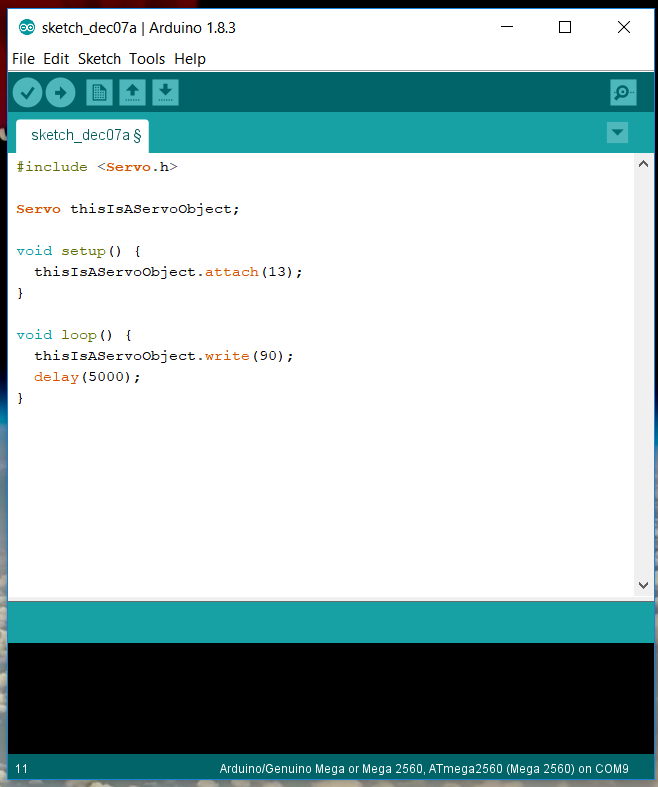 sketch_dec07a | Arduino 1.8.3
File Edit Sketch Tools Help
sketch_dec07a §
#include <Servo.h>
Servo thisIsAServoObject;
void setup() {
  thisIsAServoObject.attach(13);
}
void loop() {
  thisIsAServoObject.write(90);
  delay(5000);
}
11 Arduino/Genuino Mega or Mega 2560, ATmega2560 (Mega 2560) on COM9